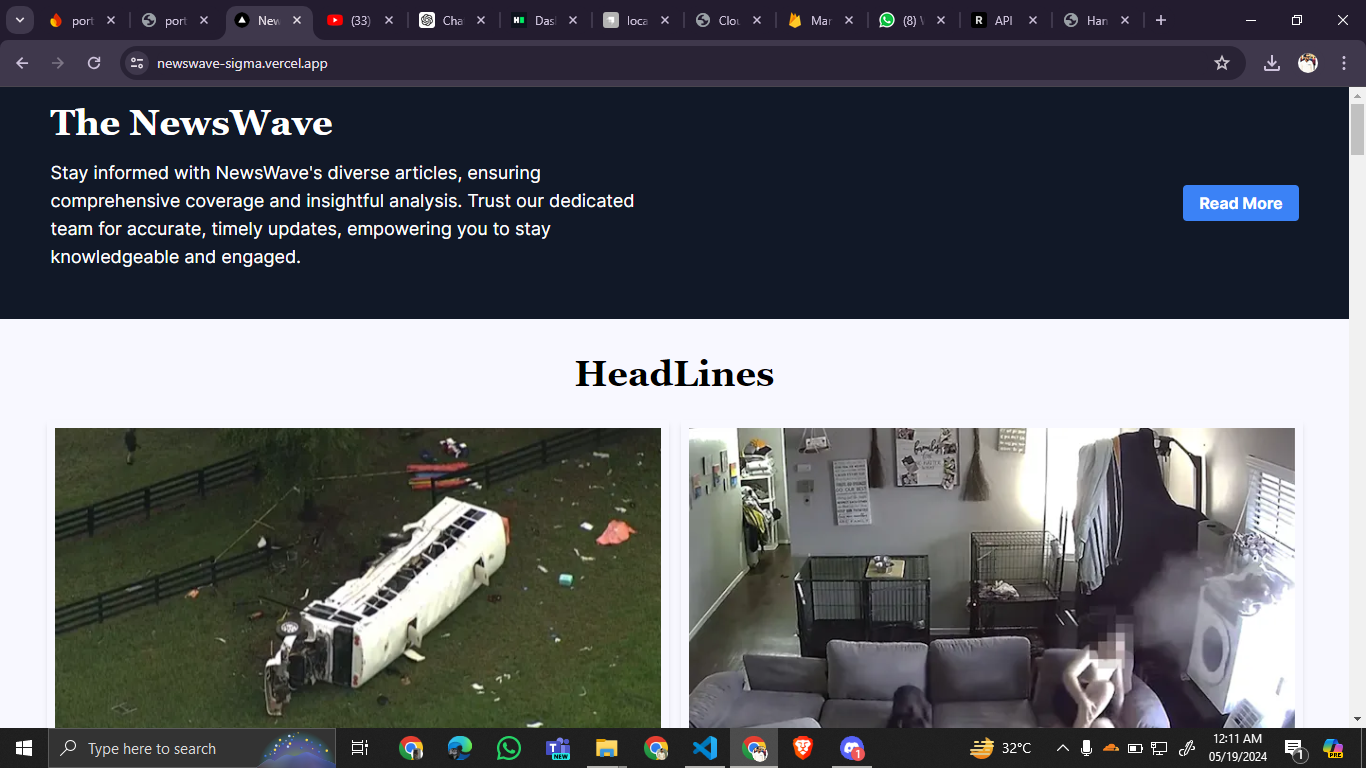 port
port
New
(33)
Cha
Das
loca
Clou
Mar
(8) W
API
Han
newswave-sigma.vercel.app
The NewsWave
Stay informed with NewsWave's diverse articles, ensuring
comprehensive coverage and insightful analysis. Trust our dedicated
team for accurate, timely updates, empowering you to stay
knowledgeable and engaged.
Read More
HeadLines
family
Type here to search
32°C
12:11 AM
05/19/2024